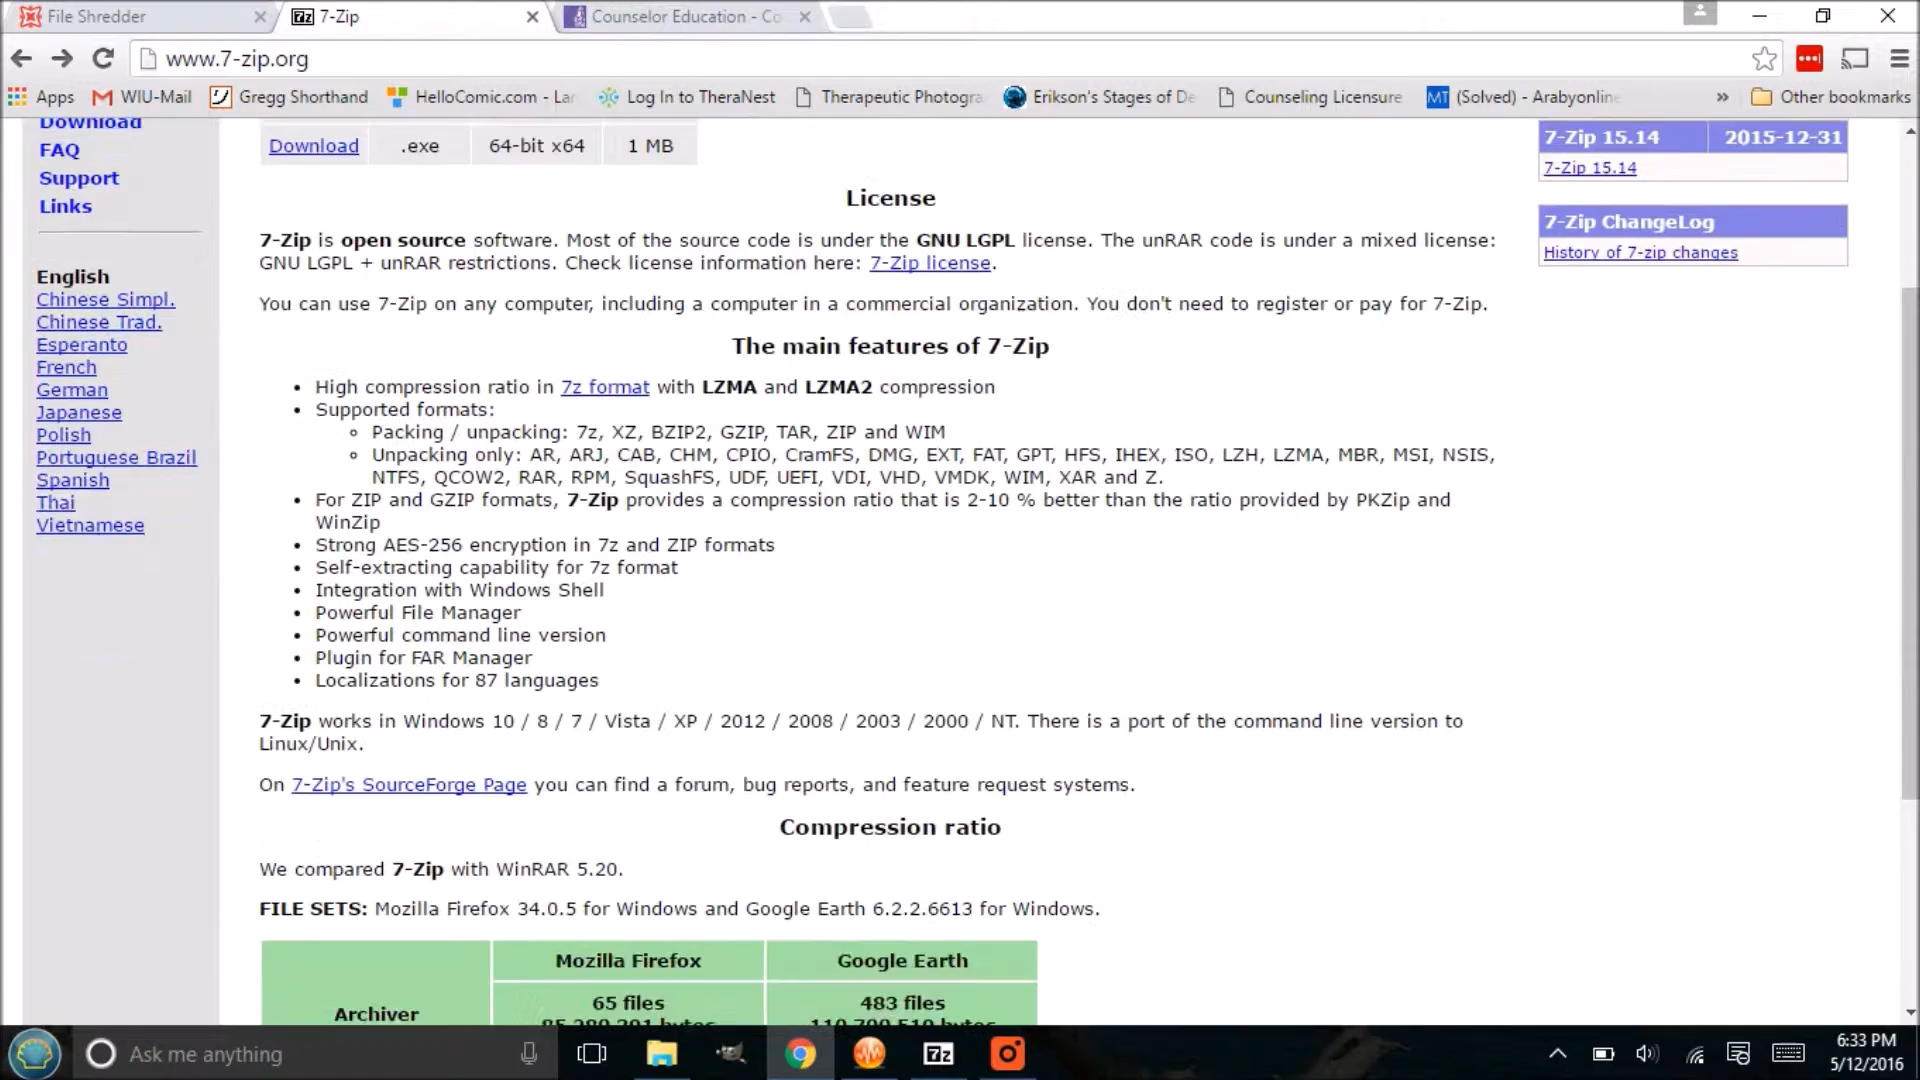 File Shredder
7-Zip
Counselor Education - Co
www.7-zip.org
Apps
WIU-Mail
Gregg Shorthand
HelloComic.com - Lar
Log In to TheraNest
Therapeutic Photogra
Erikson's Stages of De
Counseling Licensure
MT
(Solved) - Arabyonline
»
Other bookmarks
Download
FAQ
Support
Links
English
Chinese Simpl.
Chinese Trad.
Esperanto
French
German
Japanese
Polish
Portuguese Brazil
Spanish
Thai
Vietnamese
Download .exe 64-bit x64 1 MB
License
7-Zip is open source software. Most of the source code is under the GNU LGPL license. The unRAR code is under a mixed license:
GNU LGPL + unRAR restrictions. Check license information here: 7-Zip license.
You can use 7-Zip on any computer, including a computer in a commercial organization. You don't need to register or pay for 7-Zip.
The main features of 7-Zip
• High compression ratio in 7z format with LZMA and LZMA2 compression
• Supported formats:
Packing / unpacking: 7z, XZ, BZIP2, GZIP, TAR, ZIP and WIM
Unpacking only: AR, ARJ, CAB, CHM, CPIO, CramFS, DMG, EXT, FAT, GPT, HFS, IHEX, ISO, LZH, LZMA, MBR, MSI, NSIS,
NTFS, QCOW2, RAR, RPM, SquashFS, UDF, UEFI, VDI, VHD, VMDK, WIM, XAR and Z.
• For ZIP and GZIP formats, 7-Zip provides a compression ratio that is 2-10 % better than the ratio provided by PKZip and
WinZip
• Strong AES-256 encryption in 7z and ZIP formats
• Self-extracting capability for 7z format
• Integration with Windows Shell
• Powerful File Manager
• Powerful command line version
• Plugin for FAR Manager
• Localizations for 87 languages
7-Zip works in Windows 10 / 8 / 7 / Vista / XP / 2012 / 2008 / 2003 / 2000 / NT. There is a port of the command line version to
Linux/Unix.
On 7-Zip's SourceForge Page you can find a forum, bug reports, and feature request systems.
Compression ratio
We compared 7-Zip with WinRAR 5.20.
FILE SETS: Mozilla Firefox 34.0.5 for Windows and Google Earth 6.2.2.6613 for Windows.
Archiver
Mozilla Firefox
Google Earth
65 files
483 files
7-Zip 15.14 2015-12-31
7-Zip 15.14
7-Zip ChangeLog
History of 7-zip changes
Ask me anything
7z
6:33 PM
5/12/2016